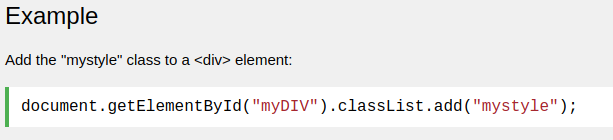 Example
Add the "mystyle" class to a <div> element:
document.getElementById("myDIV").classList.add("mystyle");